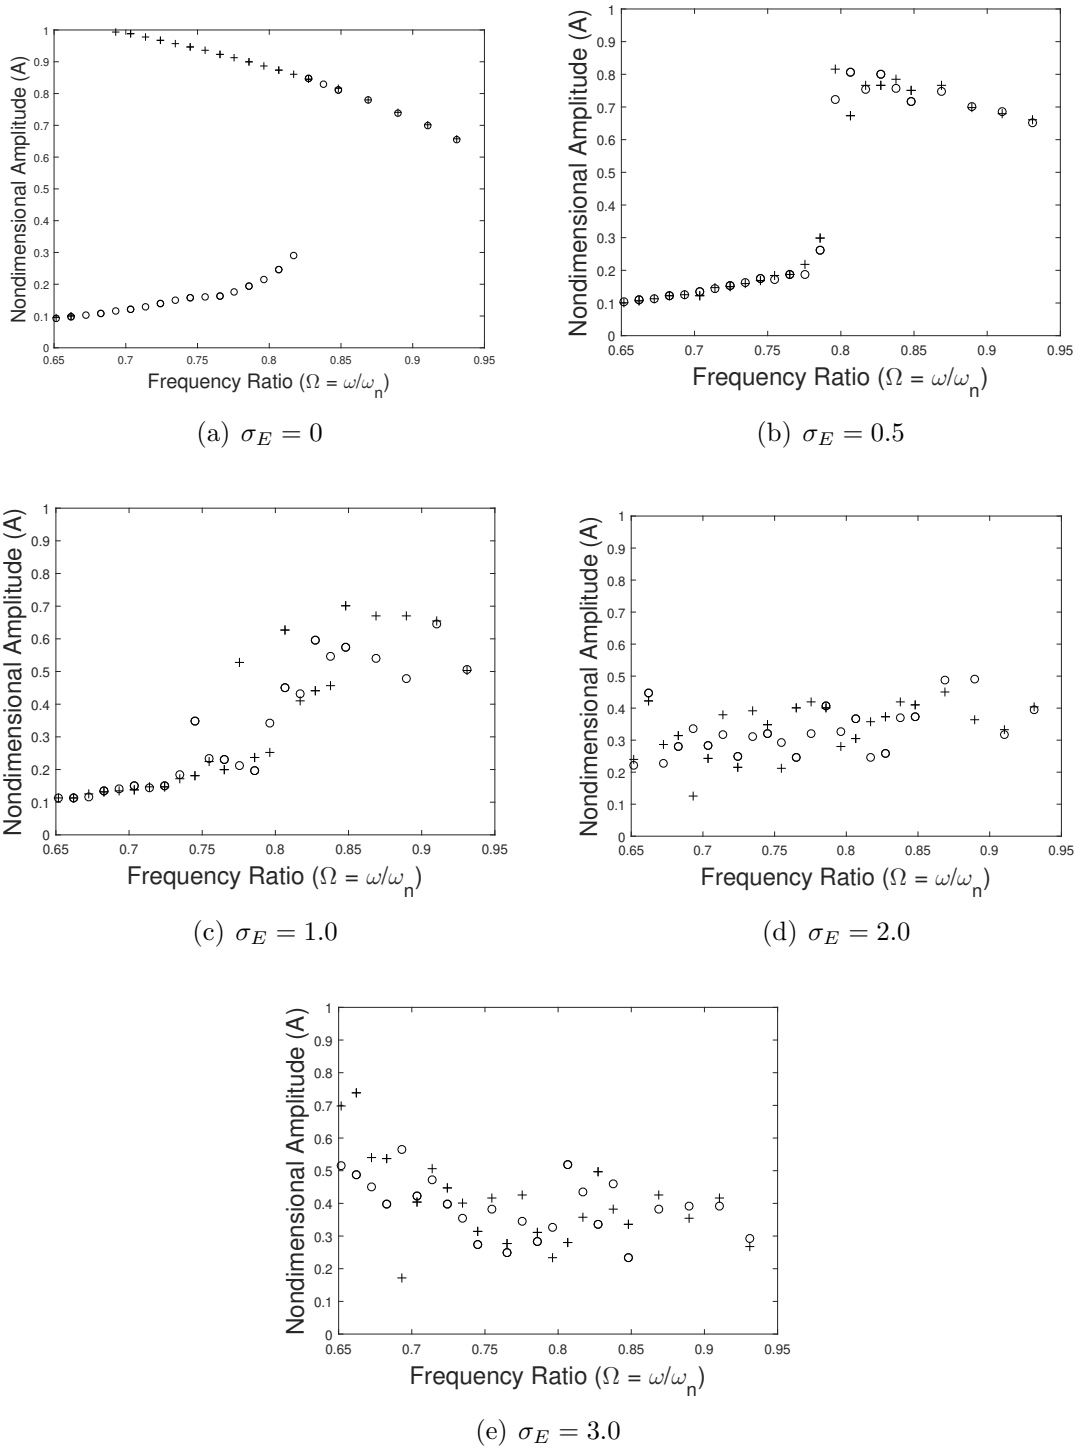 1
0.9
0.8
0.7
0.6
0.5
0.4
0.3
0.2
0.1
0
Nondimensional Amplitude (A)
0.65 0.7 0.75 0.8 0.85 0.9 0.95
Frequency Ratio (Ω = ω/ω_n)
(a) σ_E = 0
1
0.9
0.8
0.7
0.6
0.5
0.4
0.3
0.2
0.1
0
Nondimensional Amplitude (A)
0.65 0.7 0.75 0.8 0.85 0.9 0.95
Frequency Ratio (Ω = ω/ω_n)
(b) σ_E = 0.5
1
0.9
0.8
0.7
0.6
0.5
0.4
0.3
0.2
0.1
0
Nondimensional Amplitude (A)
0.65 0.7 0.75 0.8 0.85 0.9 0.95
Frequency Ratio (Ω = ω/ω_n)
(c) σ_E = 1.0
1
0.9
0.8
0.7
0.6
0.5
0.4
0.3
0.2
0.1
0
Nondimensional Amplitude (A)
0.65 0.7 0.75 0.8 0.85 0.9 0.95
Frequency Ratio (Ω = ω/ω_n)
(d) σ_E = 2.0
1
0.9
0.8
0.7
0.6
0.5
0.4
0.3
0.2
0.1
0
Nondimensional Amplitude (A)
0.65 0.7 0.75 0.8 0.85 0.9 0.95
Frequency Ratio (Ω = ω/ω_n)
(e) σ_E = 3.0